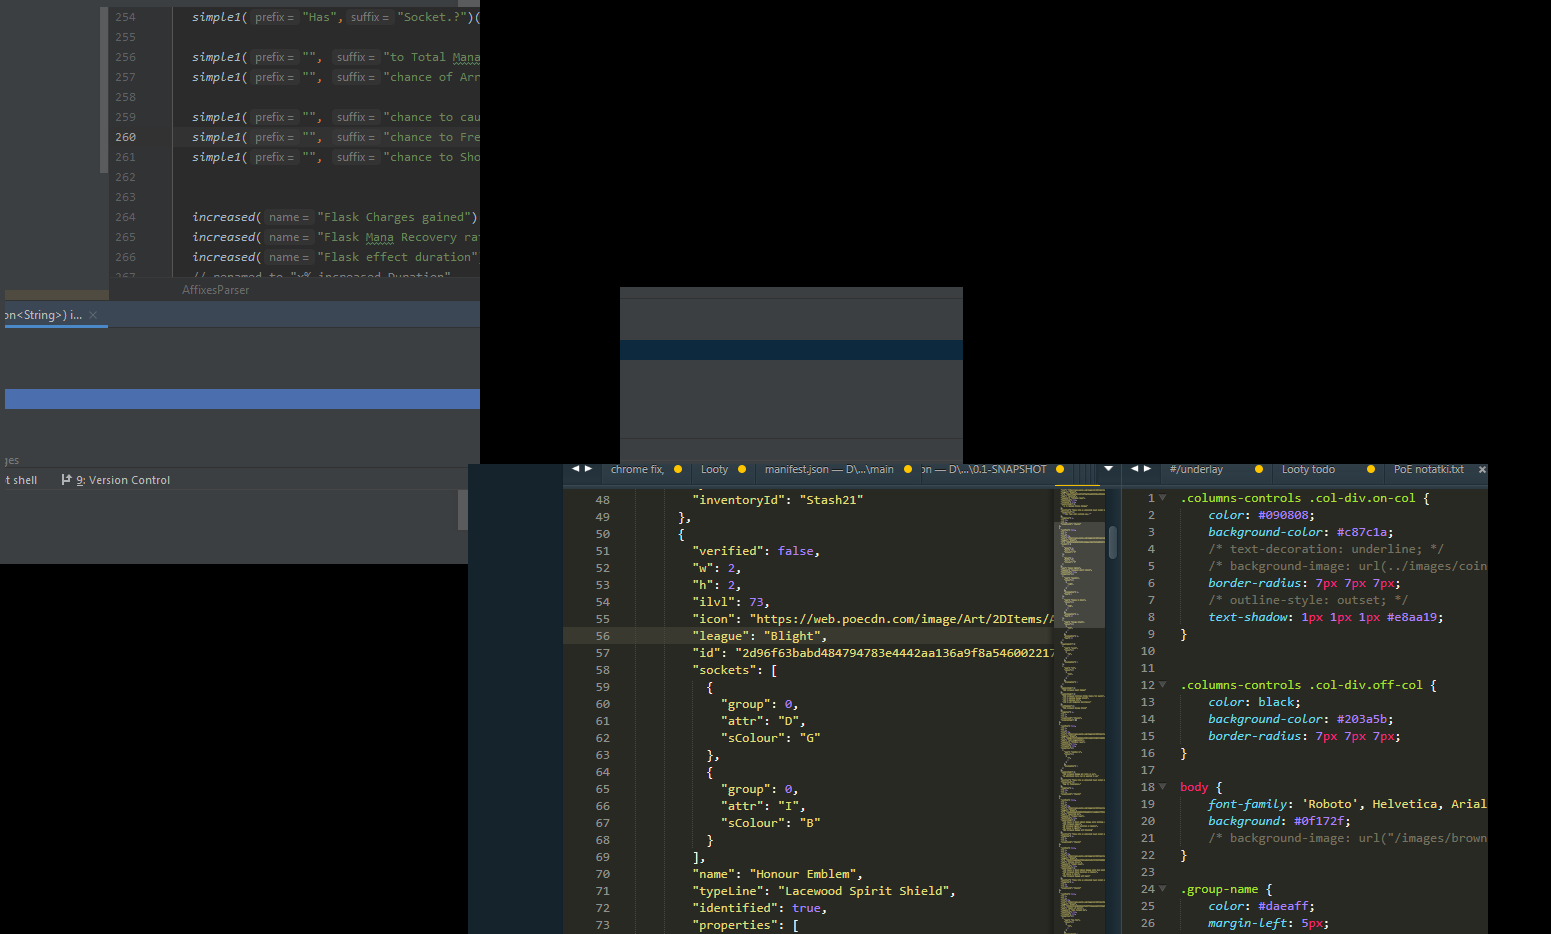 254 simple1( prefix = "Has", suffix = "Socket.?")(
255
256 simple1( prefix = "", suffix = "to Total Mana
257 simple1( prefix = "", suffix = "chance of Arr
258
259 simple1( prefix = "", suffix = "chance to cau
260 simple1( prefix = "", suffix = "chance to Fre
261 simple1( prefix = "", suffix = "chance to Sho
262
263
264 increased( name = "Flask Charges gained")
265 increased( name = "Flask Mana Recovery ra
266 increased( name = "Flask effect duration"
267 // renamed to "x% increased Duration"
AffixesParser
on<String>) i... ×
ges
t shell 9: Version Control
chrome fix, Looty manifest.json — D\...\main on — D\...\0.1-SNAPSHOT
48 "inventoryId": "Stash21"
49 },
50 {
51 "verified": false,
52 "w": 2,
53 "h": 2,
54 "ilvl": 73,
55 "icon": "https://web.poecdn.com/image/Art/2DItems/A
56 "league": "Blight",
57 "id": "2d96f63babd484794783e4442aa136a9f8a546002217
58 "sockets": [
59 {
60 "group": 0,
61 "attr": "D",
62 "sColour": "G"
63 },
64 {
65 "group": 0,
66 "attr": "I",
67 "sColour": "B"
68 }
69 ],
70 "name": "Honour Emblem",
71 "typeLine": "Lacewood Spirit Shield",
72 "identified": true,
73 "properties": [
#/underlay Looty todo PoE notatki.txt ×
1 .columns-controls .col-div.on-col {
2 color: #090808;
3 background-color: #c87c1a;
4 /* text-decoration: underline; */
5 /* background-image: url(../images/coin
6 border-radius: 7px 7px 7px;
7 /* outline-style: outset; */
8 text-shadow: 1px 1px 1px #e8aa19;
9 }
10
11
12 .columns-controls .col-div.off-col {
13 color: black;
14 background-color: #203a5b;
15 border-radius: 7px 7px 7px;
16 }
17
18 body {
19 font-family: 'Roboto', Helvetica, Arial
20 background: #0f172f;
21 /* background-image: url("/images/brown
22 }
23
24 .group-name {
25 color: #daeaff;
26 margin-left: 5px;